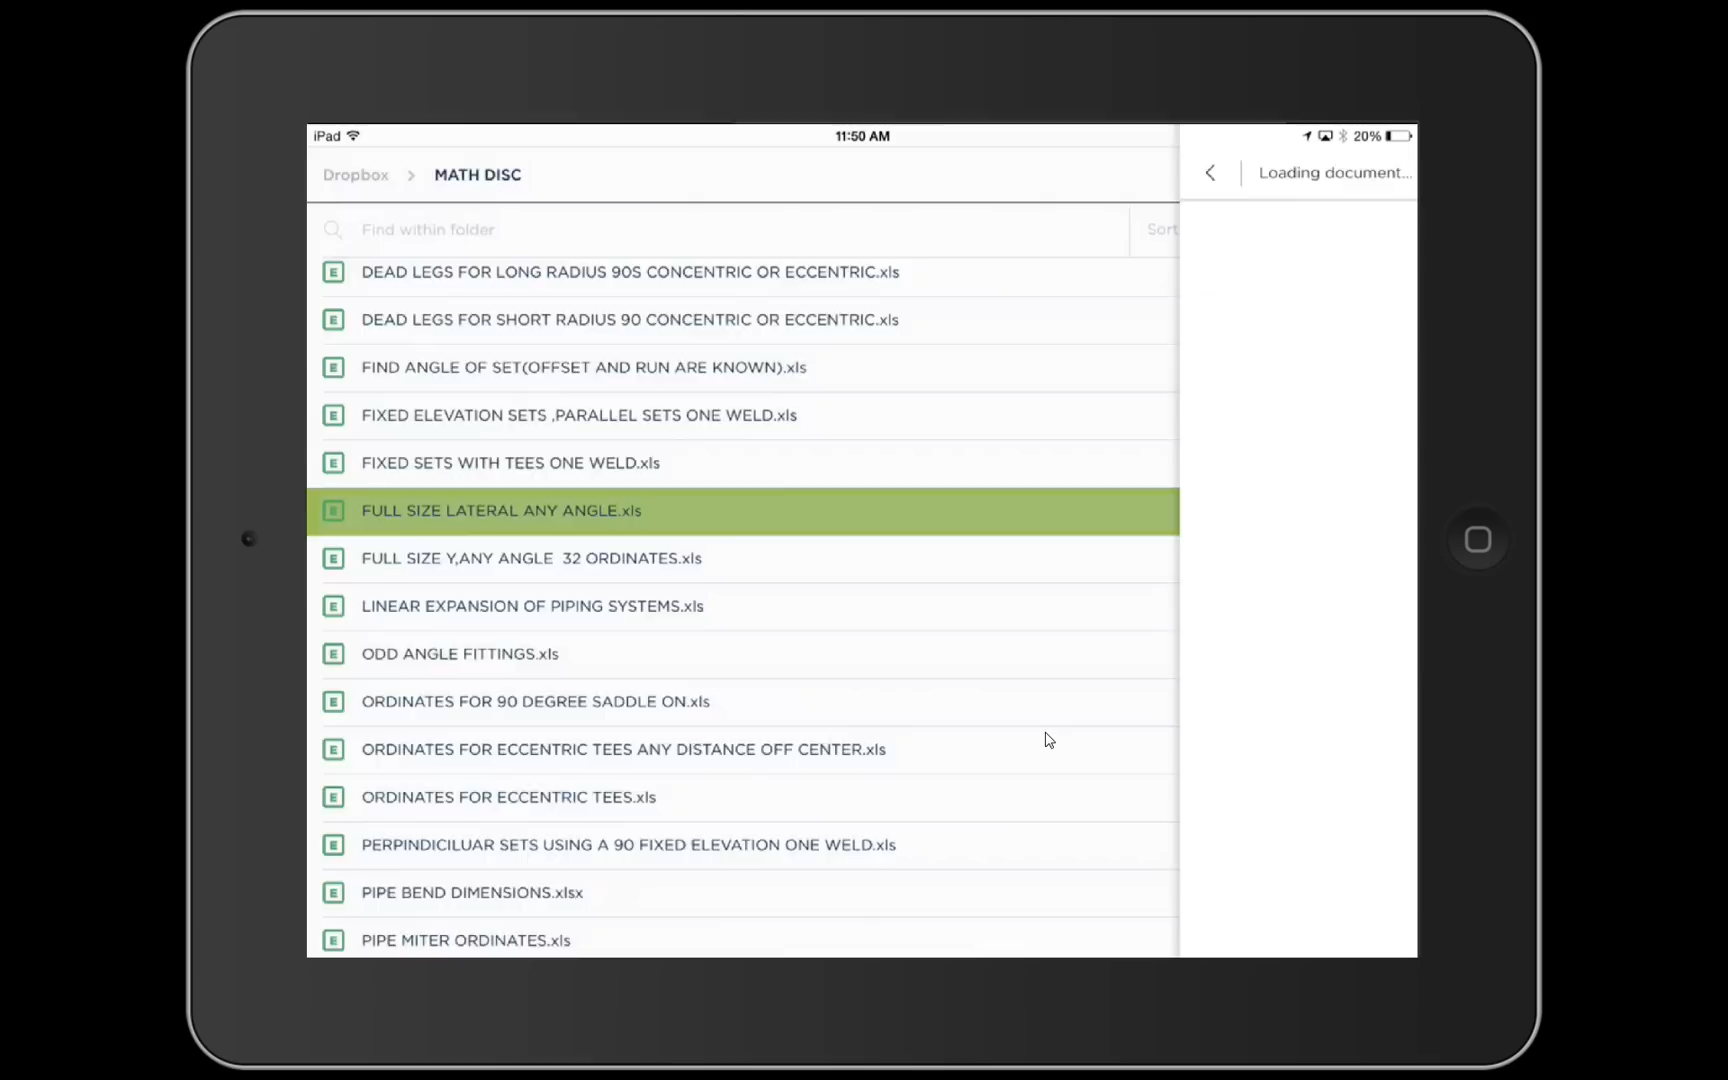 iPad
11:50 AM
20%
Dropbox > MATH DISC
Loading document...
Find within folder
Sort
DEAD LEGS FOR LONG RADIUS 90S CONCENTRIC OR ECCENTRIC.xls
DEAD LEGS FOR SHORT RADIUS 90 CONCENTRIC OR ECCENTRIC.xls
FIND ANGLE OF SET(OFFSET AND RUN ARE KNOWN).xls
FIXED ELEVATION SETS ,PARALLEL SETS ONE WELD.xls
FIXED SETS WITH TEES ONE WELD.xls
FULL SIZE LATERAL ANY ANGLE.xls
FULL SIZE Y,ANY ANGLE  32 ORDINATES.xls
LINEAR EXPANSION OF PIPING SYSTEMS.xls
ODD ANGLE FITTINGS.xls
ORDINATES FOR 90 DEGREE SADDLE ON.xls
ORDINATES FOR ECCENTRIC TEES ANY DISTANCE OFF CENTER.xls
ORDINATES FOR ECCENTRIC TEES.xls
PERPINDICILUAR SETS USING A 90 FIXED ELEVATION ONE WELD.xls
PIPE BEND DIMENSIONS.xlsx
PIPE MITER ORDINATES.xls